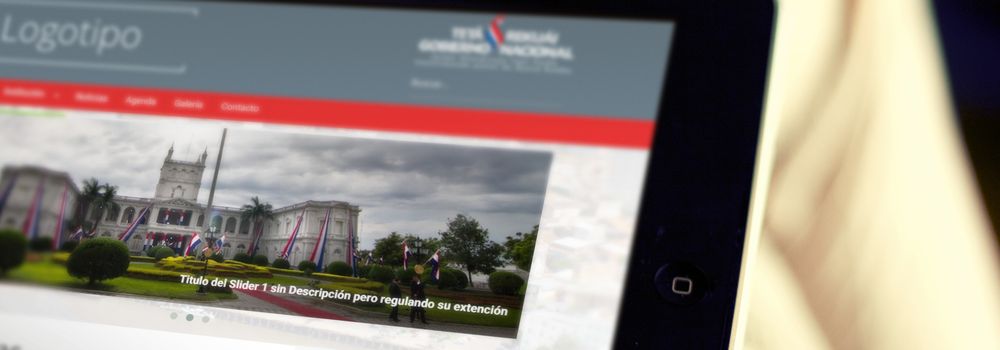 Logotipo
TETÃ REKUÁI
GOBIERNO NACIONAL
Buscar...
Institución Noticias Agenda Galería Contacto
Título del Slider 1 sin Descripción pero regulando su extención